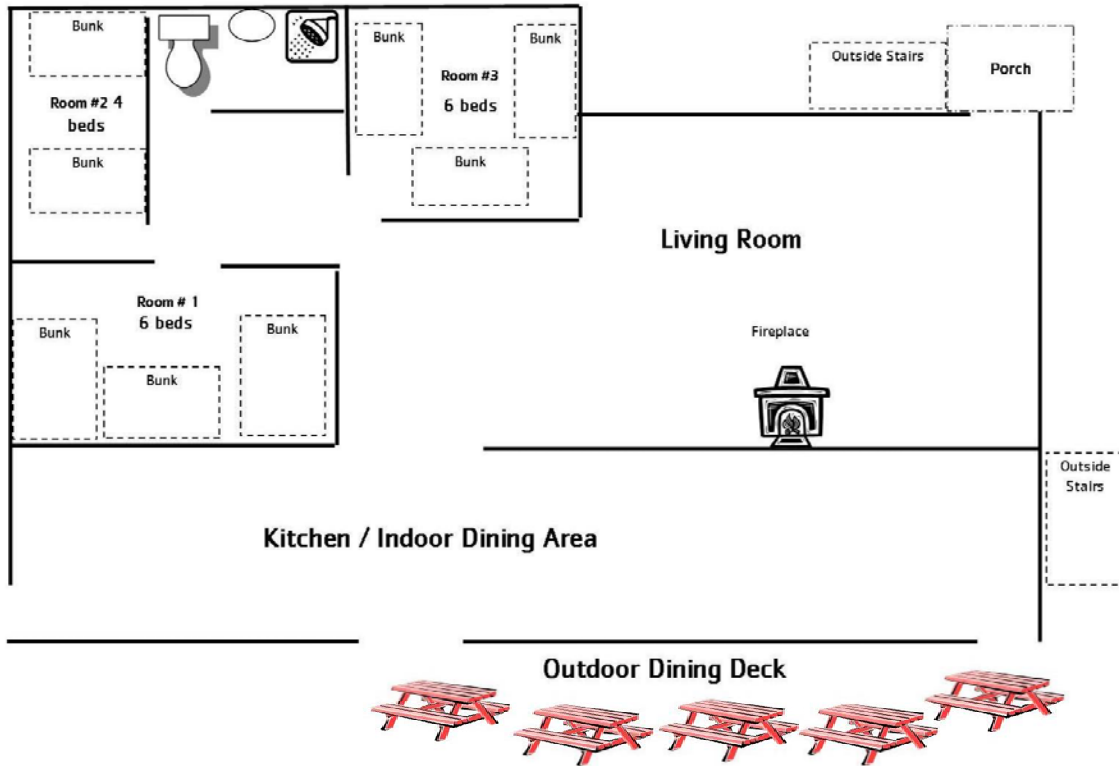 Bunk
Room #2 4
beds
Bunk
Bunk
Bunk
Room #3
6 beds
Bunk
Outside Stairs
Porch
Living Room
Room # 1
6 beds
Bunk
Bunk
Bunk
Fireplace
Outside
Stairs
Kitchen / Indoor Dining Area
Outdoor Dining Deck